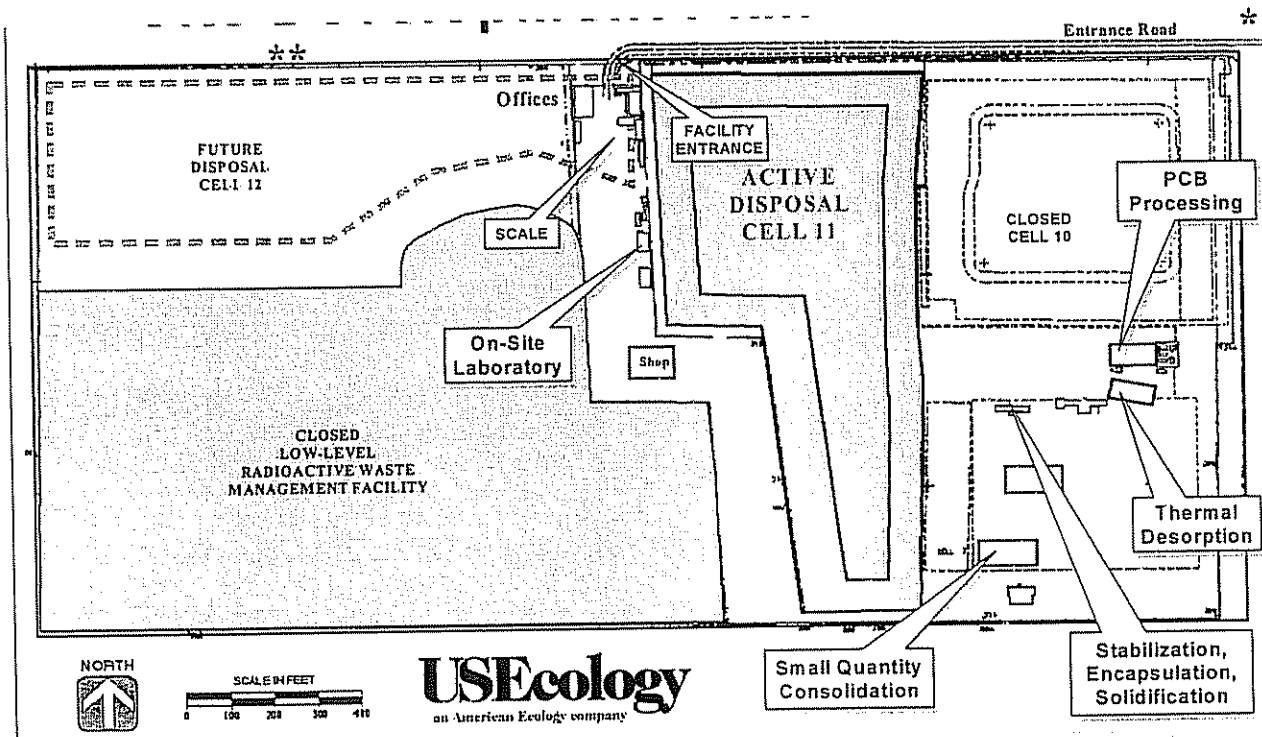 **
*
Entrance Road
Offices
FACILITY
ENTRANCE
FUTURE
DISPOSAL
CELL 12
ACTIVE
DISPOSAL
CELL 11
PCB
Processing
SCALE
CLOSED
CELL 10
On-Site
Laboratory
Shop
CLOSED
LOW-LEVEL
RADIOACTIVE WASTE
MANAGEMENT FACILITY
Thermal
Desorption
Small Quantity
Consolidation
Stabilization,
Encapsulation,
Solidification
NORTH
SCALE IN FEET
0 100 200 300 400
USEcology
an American Ecology company